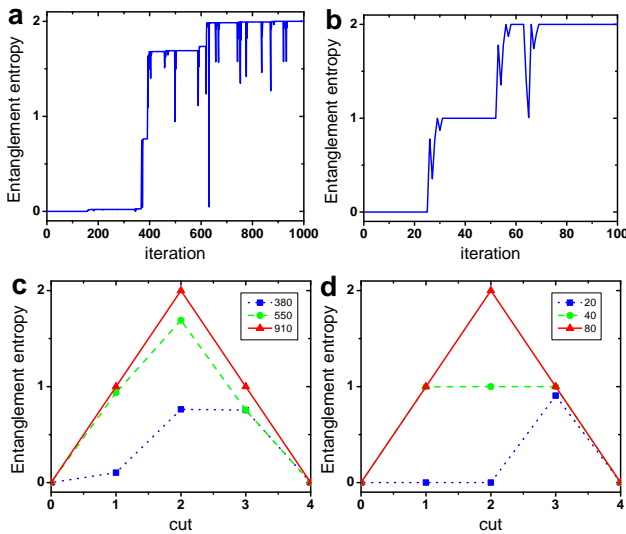 a
Entanglement entropy
2
1
0
0 200 400 600 800 1000
iteration
b
Entanglement entropy
2
1
0
0 20 40 60 80 100
iteration
c
Entanglement entropy
2
1
0
380
550
910
0 1 2 3 4
cut
d
Entanglement entropy
2
1
0
20
40
80
0 1 2 3 4
cut